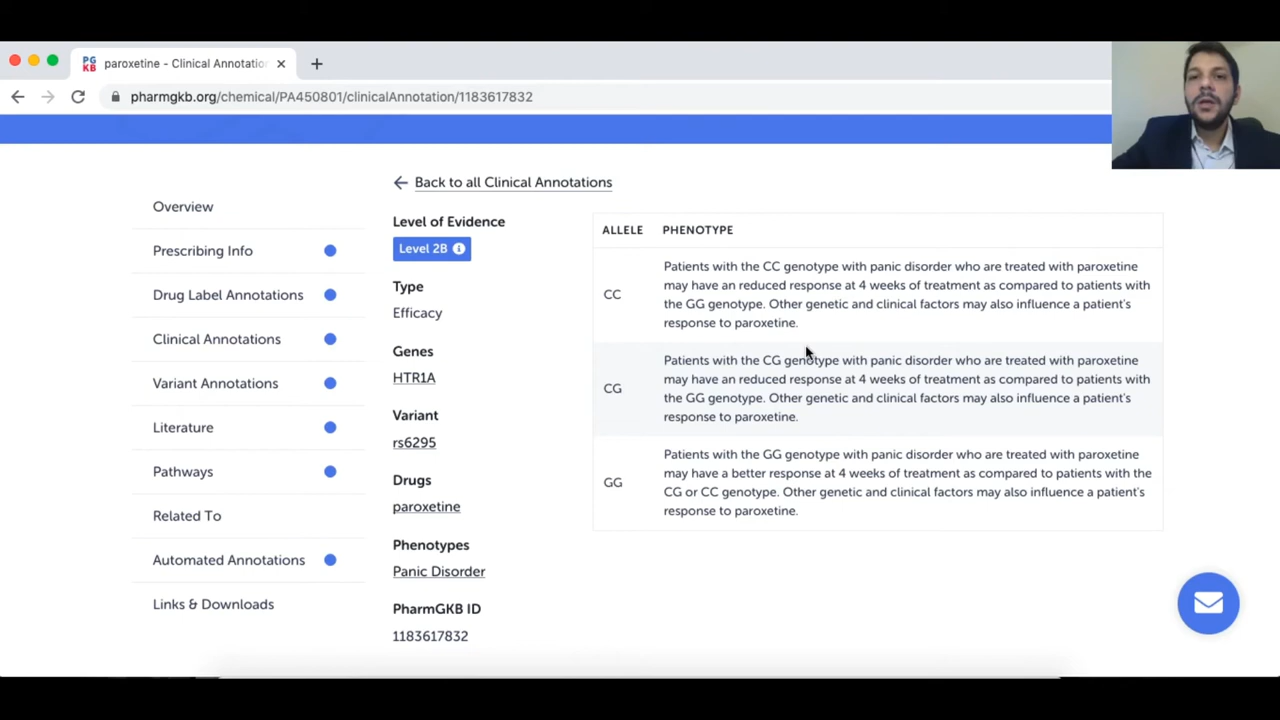 PG
KB
paroxetine - Clinical Annotatio
pharmgkb.org/chemical/PA450801/clinicalAnnotation/1183617832
Back to all Clinical Annotations
Overview
Prescribing Info
Drug Label Annotations
Clinical Annotations
Variant Annotations
Literature
Pathways
Related To
Automated Annotations
Links & Downloads
Level of Evidence
Level 2B
Type
Efficacy
Genes
HTR1A
Variant
rs6295
Drugs
paroxetine
Phenotypes
Panic Disorder
PharmGKB ID
1183617832
ALLELE PHENOTYPE
CC
Patients with the CC genotype with panic disorder who are treated with paroxetine
may have an reduced response at 4 weeks of treatment as compared to patients with
the GG genotype. Other genetic and clinical factors may also influence a patient's
response to paroxetine.
CG
Patients with the CG genotype with panic disorder who are treated with paroxetine
may have an reduced response at 4 weeks of treatment as compared to patients with
the GG genotype. Other genetic and clinical factors may also influence a patient's
response to paroxetine.
GG
Patients with the GG genotype with panic disorder who are treated with paroxetine
may have a better response at 4 weeks of treatment as compared to patients with the
CG or CC genotype. Other genetic and clinical factors may also influence a patient's
response to paroxetine.